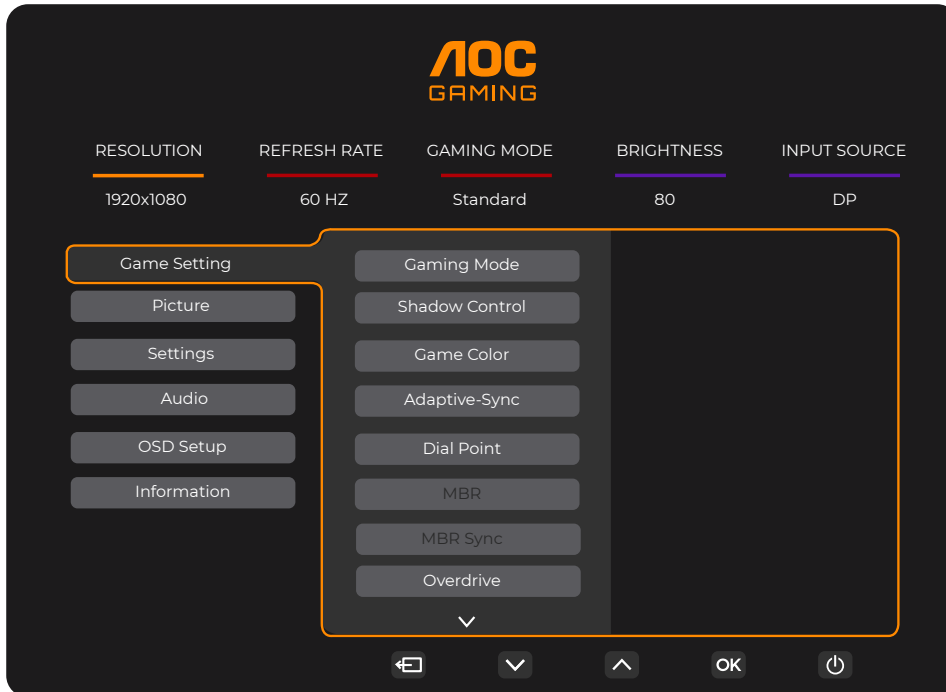 AOC
GAMING
RESOLUTION REFRESH RATE GAMING MODE BRIGHTNESS INPUT SOURCE
1920x1080 60 HZ Standard 80 DP
Game Setting
Picture
Settings
Audio
OSD Setup
Information
Gaming Mode
Shadow Control
Game Color
Adaptive-Sync
Dial Point
MBR
MBR Sync
Overdrive
OK